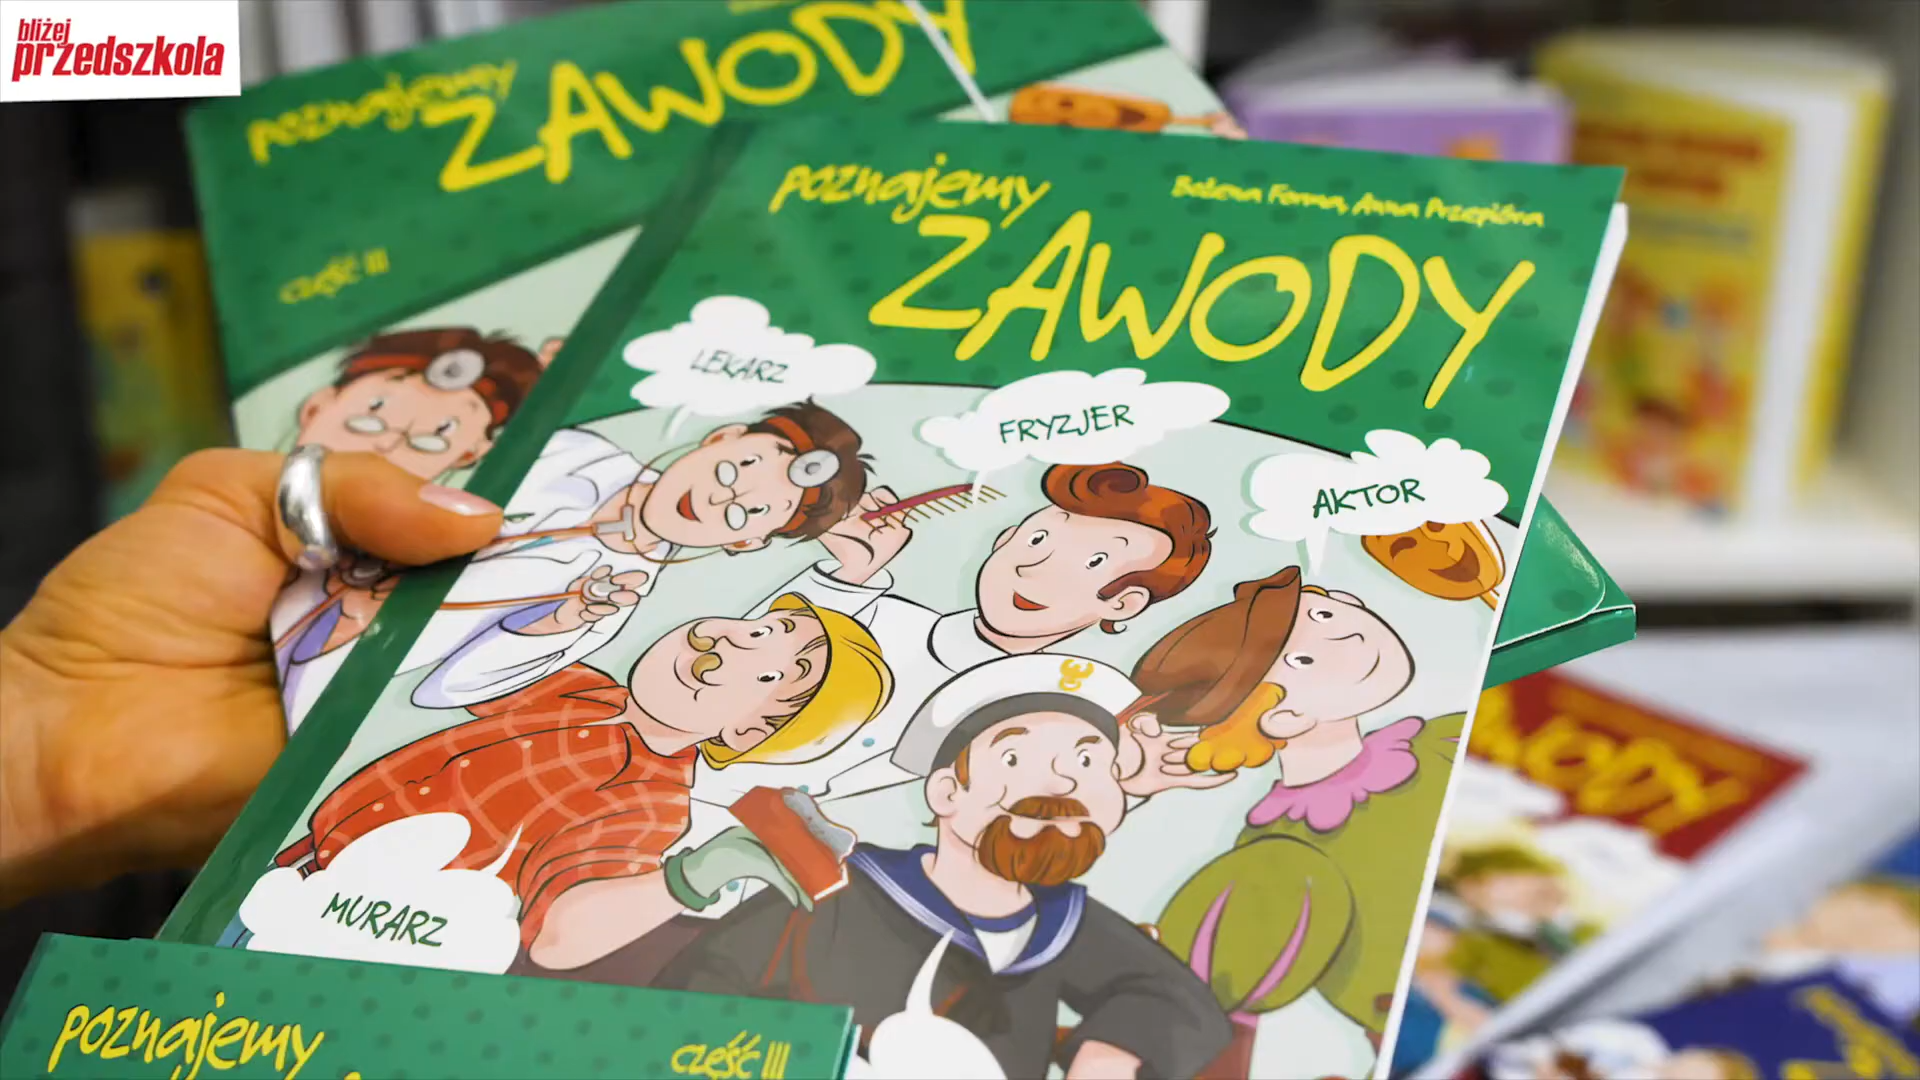 bliżej
przedszkola
poznajemy
ZAWODY
część III
poznajemy
Bożena Forma, Anna Przepióra
ZAWODY
LEKARZ
FRYZJER
AKTOR
MURARZ
poznajemy
część III
ZAWODY